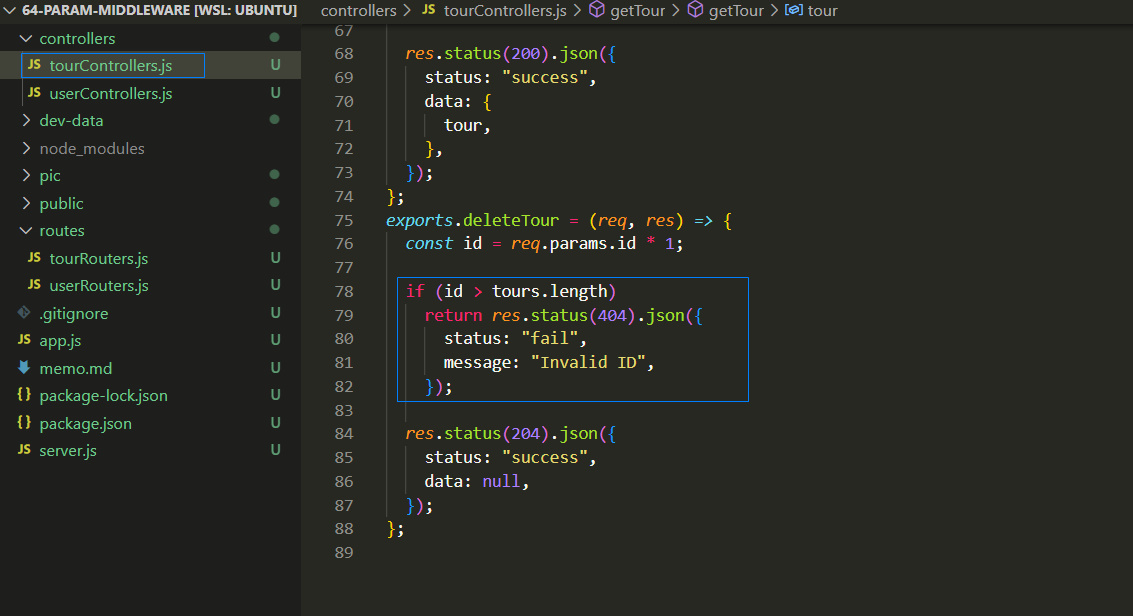 64-PARAM-MIDDLEWARE [WSL: UBUNTU]
controllers
JS tourControllers.js U
JS userControllers.js U
dev-data
node_modules
pic
public
routes
JS tourRouters.js U
JS userRouters.js U
.gitignore U
JS app.js U
memo.md U
{} package-lock.json U
{} package.json U
JS server.js U
controllers > JS tourControllers.js > getTour > getTour > tour
67
68 res.status(200).json({
69 status: "success",
70 data: {
71 tour,
72 },
73 });
74 };
75 exports.deleteTour = (req, res) => {
76 const id = req.params.id * 1;
77
78 if (id > tours.length)
79 return res.status(404).json({
80 status: "fail",
81 message: "Invalid ID",
82 });
83
84 res.status(204).json({
85 status: "success",
86 data: null,
87 });
88 };
89